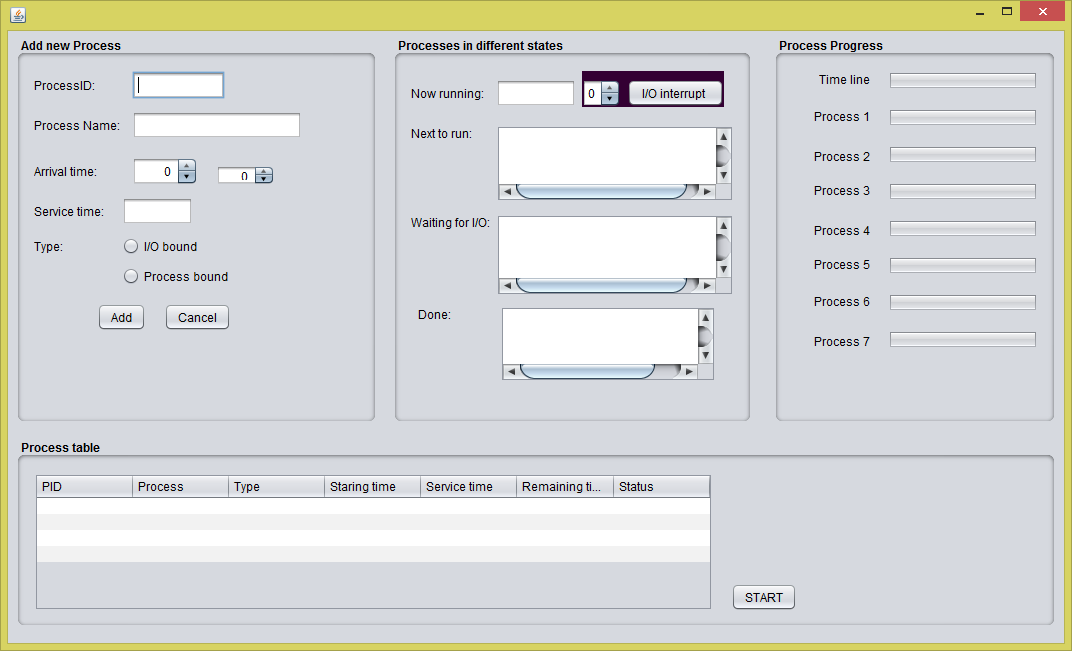 Add new Process
ProcessID:
Process Name:
Arrival time: 0 0
Service time:
Type: I/O bound
Process bound
Add Cancel
Processes in different states
Now running: 0 I/O interrupt
Next to run:
Waiting for I/O:
Done:
Process Progress
Time line
Process 1
Process 2
Process 3
Process 4
Process 5
Process 6
Process 7
Process table
PID Process Type Staring time Service time Remaining ti... Status
START